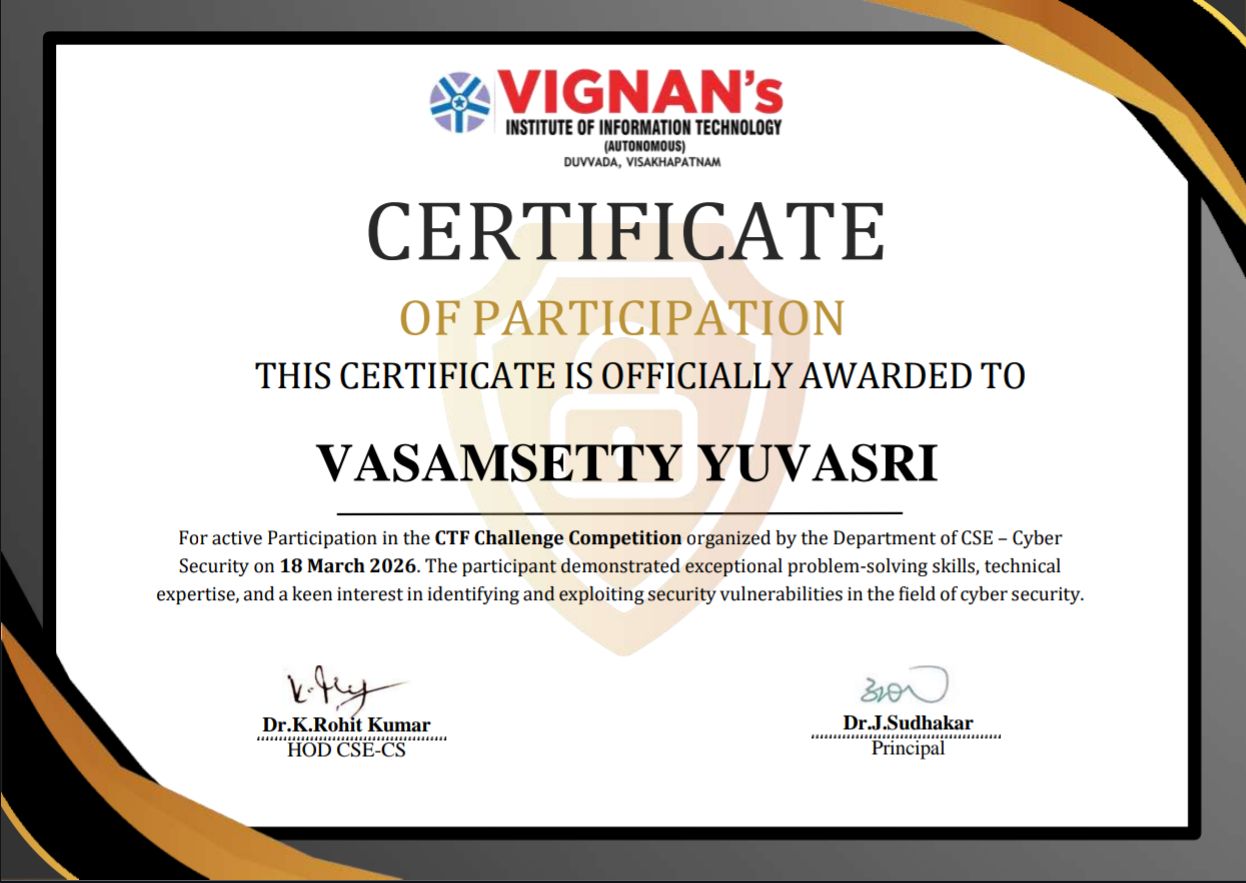 VIGNAN's
INSTITUTE OF INFORMATION TECHNOLOGY
(AUTONOMOUS)
DUVVADA, VISAKHAPATNAM
CERTIFICATE
OF PARTICIPATION
THIS CERTIFICATE IS OFFICIALLY AWARDED TO
VASAMSETTY YUVASRI
For active Participation in the CTF Challenge Competition organized by the Department of CSE – Cyber
Security on 18 March 2026. The participant demonstrated exceptional problem-solving skills, technical
expertise, and a keen interest in identifying and exploiting security vulnerabilities in the field of cyber security.
Dr.K.Rohit Kumar
HOD CSE-CS
Dr.J.Sudhakar
Principal